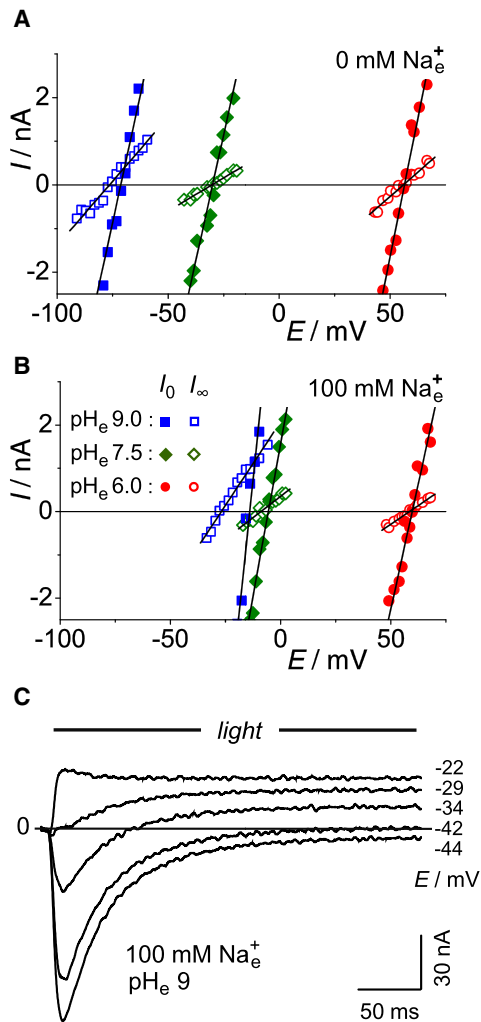 A
0 mM Na⁺ₑ
I / nA
2
0
-2
-100
-50
0
50
E / mV
B
I₀ I∞
100 mM Na⁺ₑ
pHₑ 9.0 :
pHₑ 7.5 :
pHₑ 6.0 :
I / nA
2
0
-2
-100
-50
0
50
E / mV
C
light
-22
-29
-34
0
-42
-44
E / mV
100 mM Na⁺ₑ
pHₑ 9
30 nA
50 ms